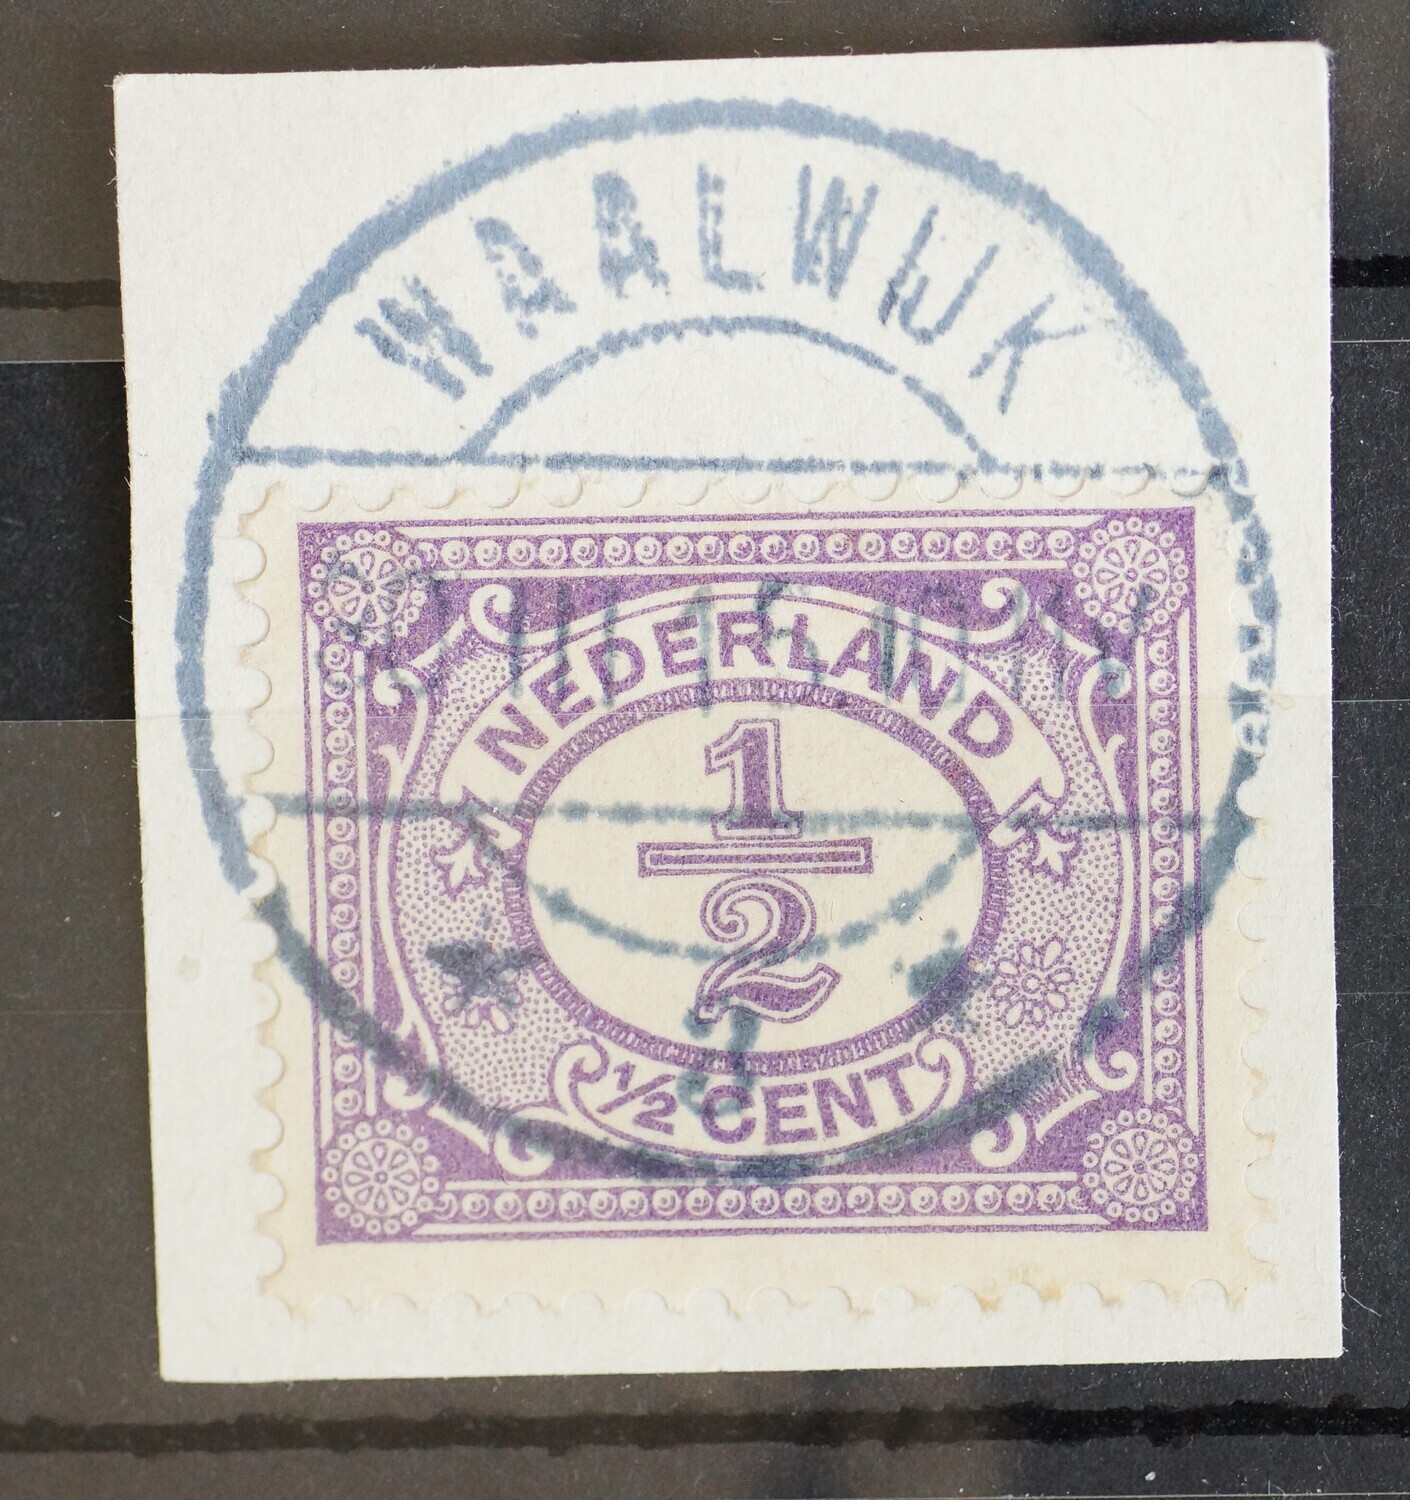 WAALWIJK
NEDERLAND
1
2
½ CENT